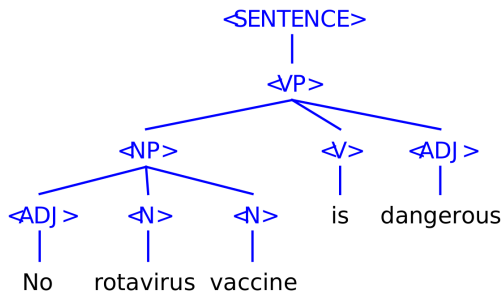 <SENTENCE>
<VP>
<NP> <V> <ADJ>
<ADJ> <N> <N> is dangerous
No rotavirus vaccine